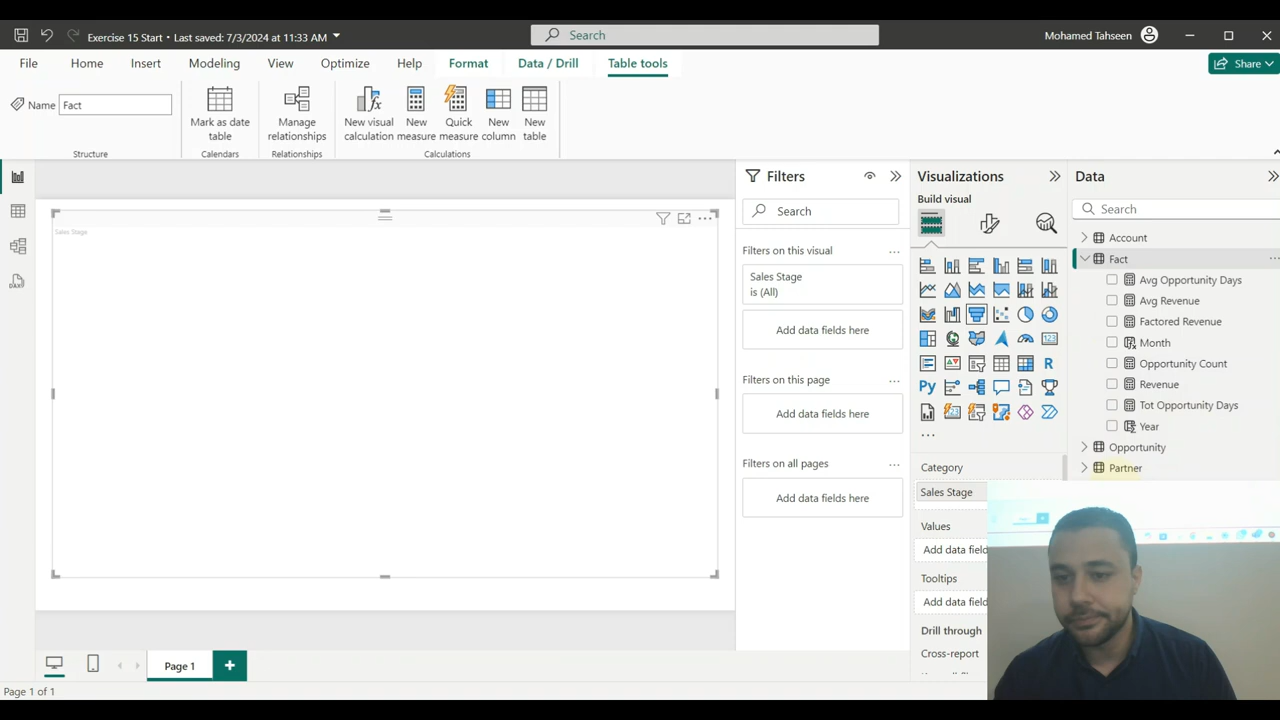 Exercise 15 Start • Last saved: 7/3/2024 at 11:33 AM
Search
Mohamed Tahseen
File
Home
Insert
Modeling
View
Optimize
Help
Format
Data / Drill
Table tools
Share
Name
Fact
Structure
Mark as date
table
Calendars
Manage
relationships
Relationships
New visual
calculation
New
measure
Quick
measure
New
column
New
table
Calculations
Sales Stage
Filters
Search
Filters on this visual
Sales Stage
is (All)
Add data fields here
Filters on this page
Add data fields here
Filters on all pages
Add data fields here
Visualizations
Build visual
123
R
Py
Category
Sales Stage
Values
Add data field
Tooltips
Add data field
Drill through
Cross-report
Data
Search
Account
Fact
Avg Opportunity Days
Avg Revenue
Factored Revenue
Month
Opportunity Count
Revenue
Tot Opportunity Days
Year
Opportunity
Partner
Page 1
Page 1 of 1